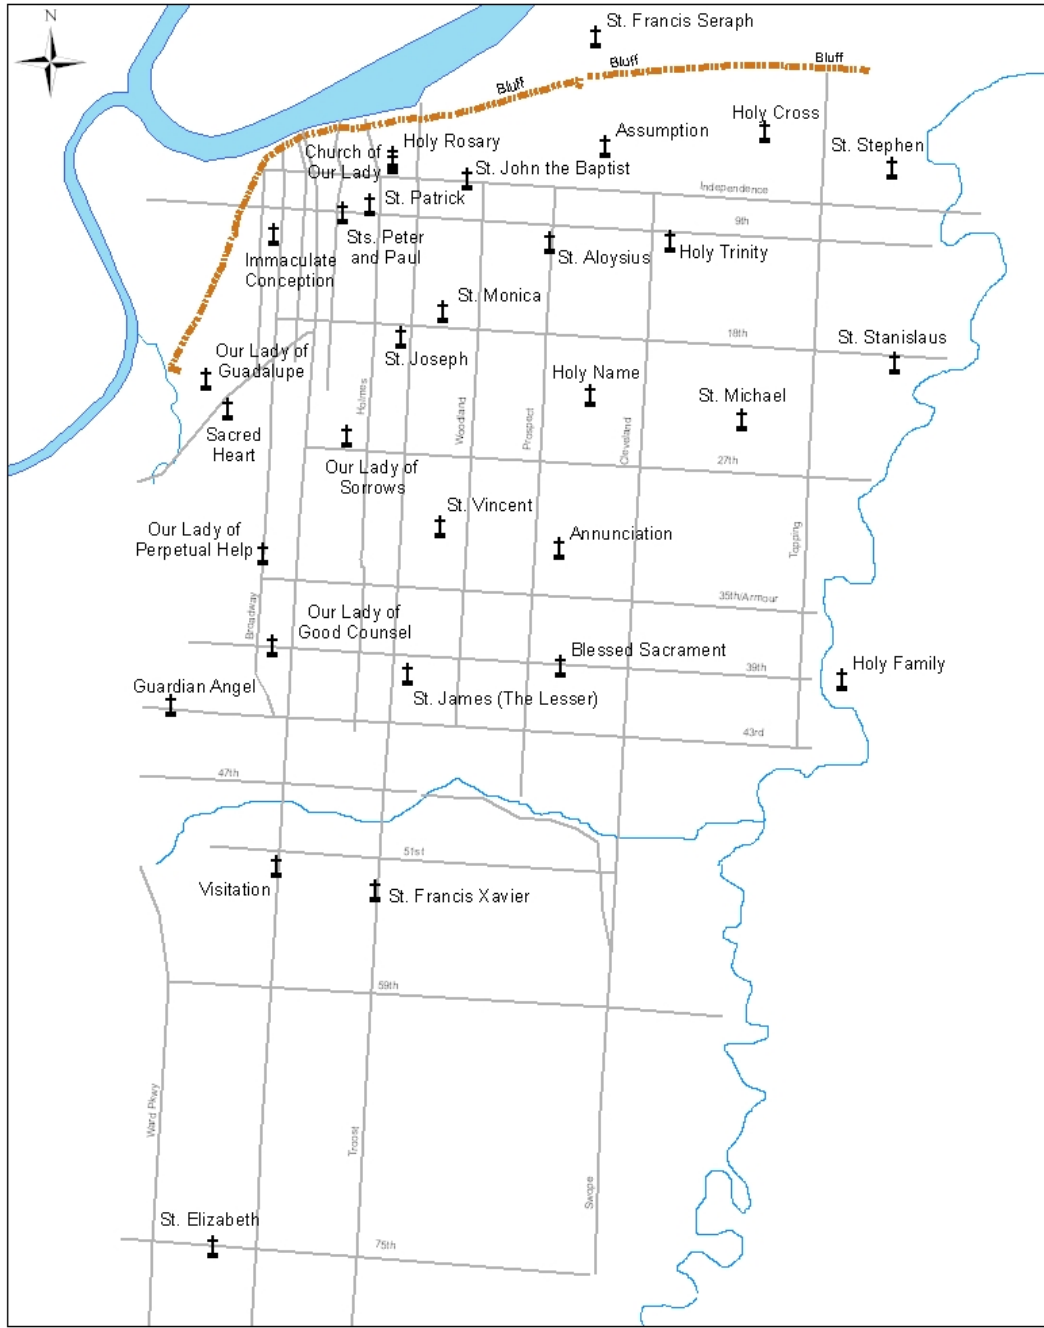 N
St. Francis Seraph
Bluff
Bluff
Bluff
Holy Cross
Assumption
Holy Rosary
St. Stephen
Church of
Our Lady
St. John the Baptist
Independence
St. Patrick
9th
Sts. Peter
and Paul
Immaculate
Conception
St. Aloysius
Holy Trinity
St. Monica
18th
St. Stanislaus
Our Lady of
Guadalupe
St. Joseph
Holy Name
St. Michael
Holmes
Woodland
Prospect
Cleveland
Sacred
Heart
Our Lady of
Sorrows
27th
St. Vincent
Our Lady of
Perpetual Help
Annunciation
Topping
35th/Armour
Broadway
Our Lady of
Good Counsel
Blessed Sacrament
39th
Holy Family
Guardian Angel
St. James (The Lesser)
43rd
47th
51st
Visitation
St. Francis Xavier
59th
Ward Pkwy
Troost
Swope
St. Elizabeth
75th